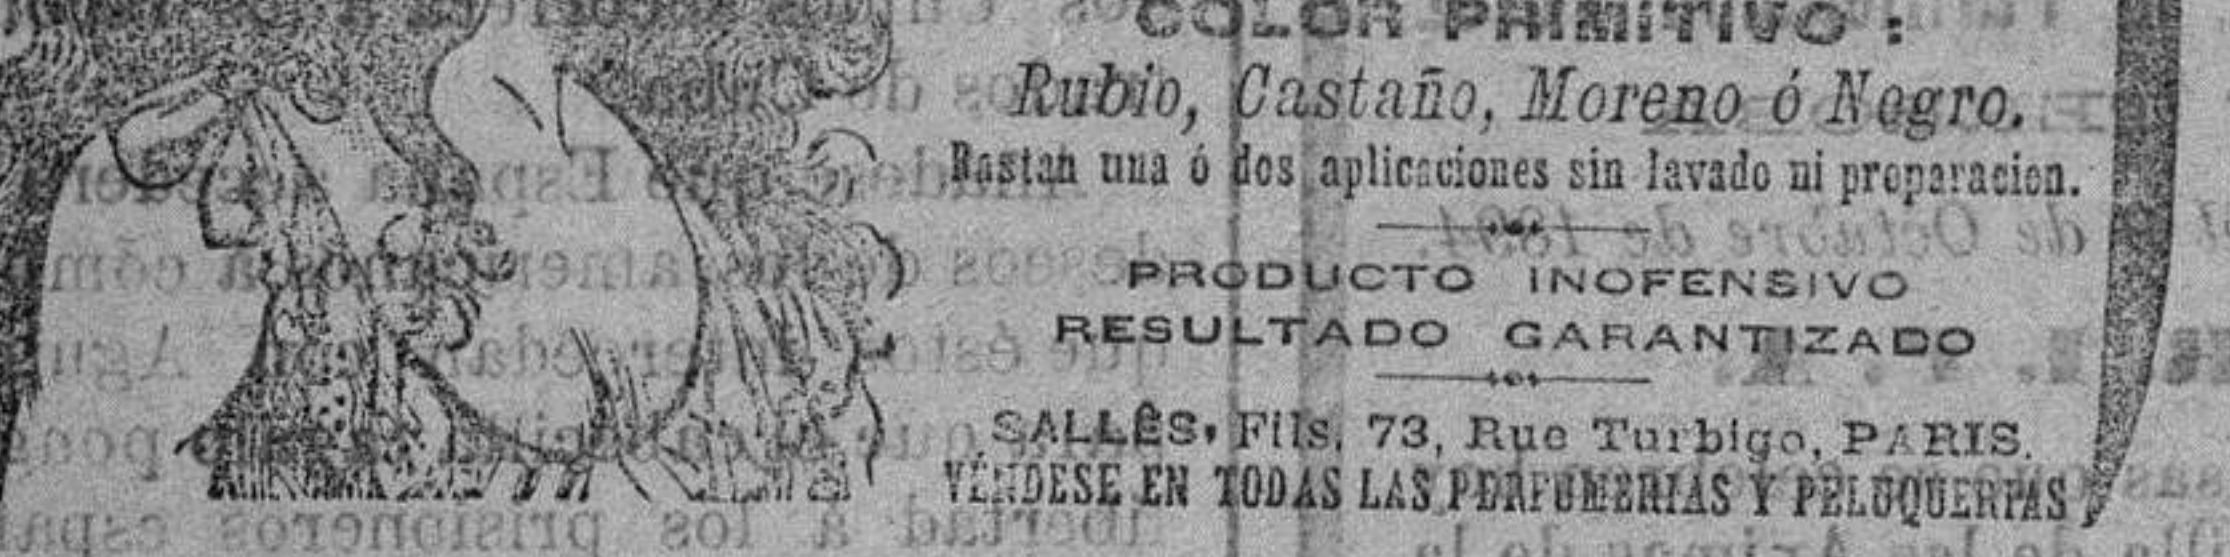 COLOR PRIMITIVO:
Rubio, Castaño, Moreno ó Negro.
Bastan una ó dos aplicaciones sin lavado ni preparacion.
PRODUCTO INOFENSIVO
RESULTADO GARANTIZADO
SALLÊS, Fils, 73, Rue Turbigo, PARIS.
VÉNDESE EN TODAS LAS PERFUMERIAS Y PELUQUERIAS